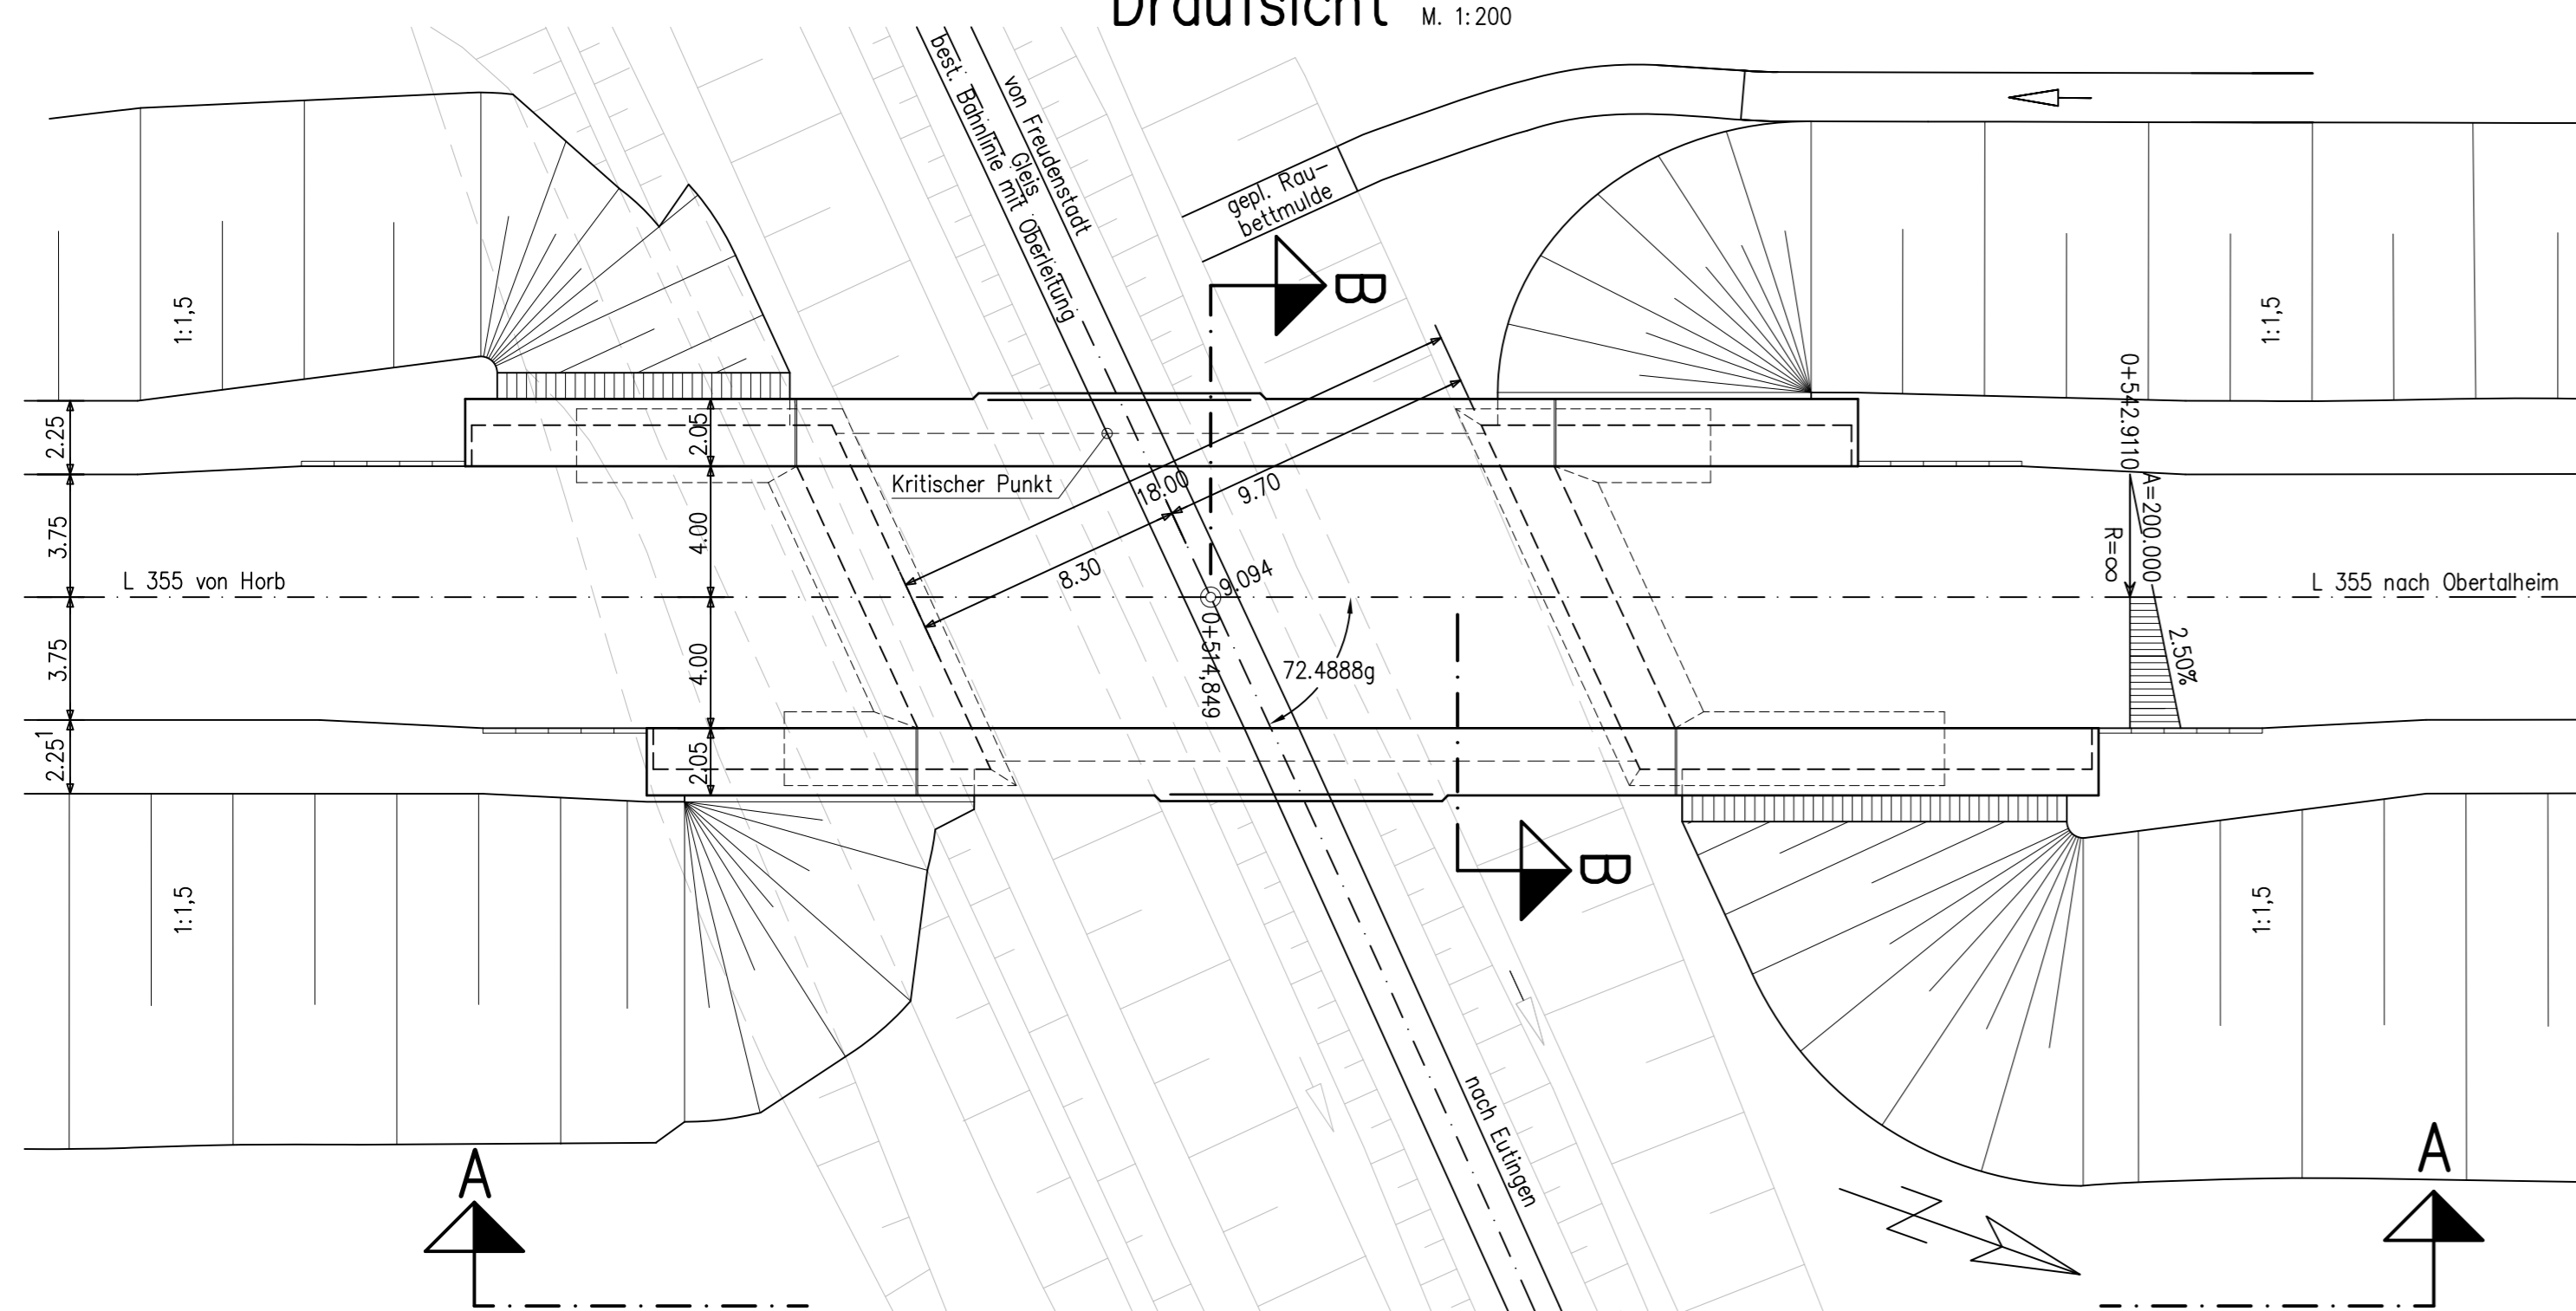 Draufsicht M. 1:200
best. Bahnlinie mit Oberleitung
Gleis
von Freudenstadt
gepl. Rau-
bettmulde
B
1:1,5
1:1,5
0+542.9110
A=200.000
R=∞
2.25
2.05
Kritischer Punkt
18.00
9.70
3.75
4.00
8.30
9.094
L 355 von Horb
L 355 nach Obertalheim
0+514,849
72.4888g
3.75
4.00
2.50%
2.25¹
2.05
B
1:1,5
1:1,5
nach Eutingen
A
A
N